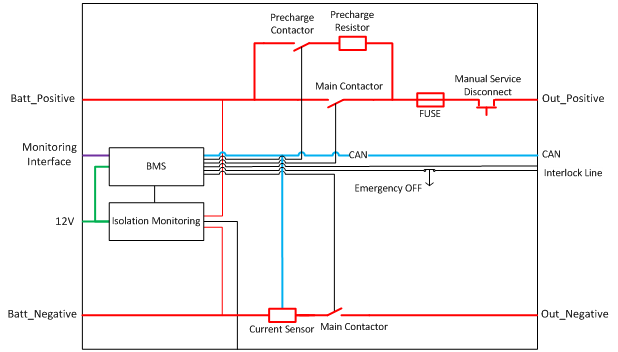 Precharge
Contactor
Precharge
Resistor
Batt_Positive
Main Contactor
Manual Service
Disconnect
FUSE
Out_Positive
Monitoring
Interface
BMS
CAN
CAN
Interlock Line
Emergency OFF
12V
Isolation Monitoring
Batt_Negative
Current Sensor
Main Contactor
Out_Negative